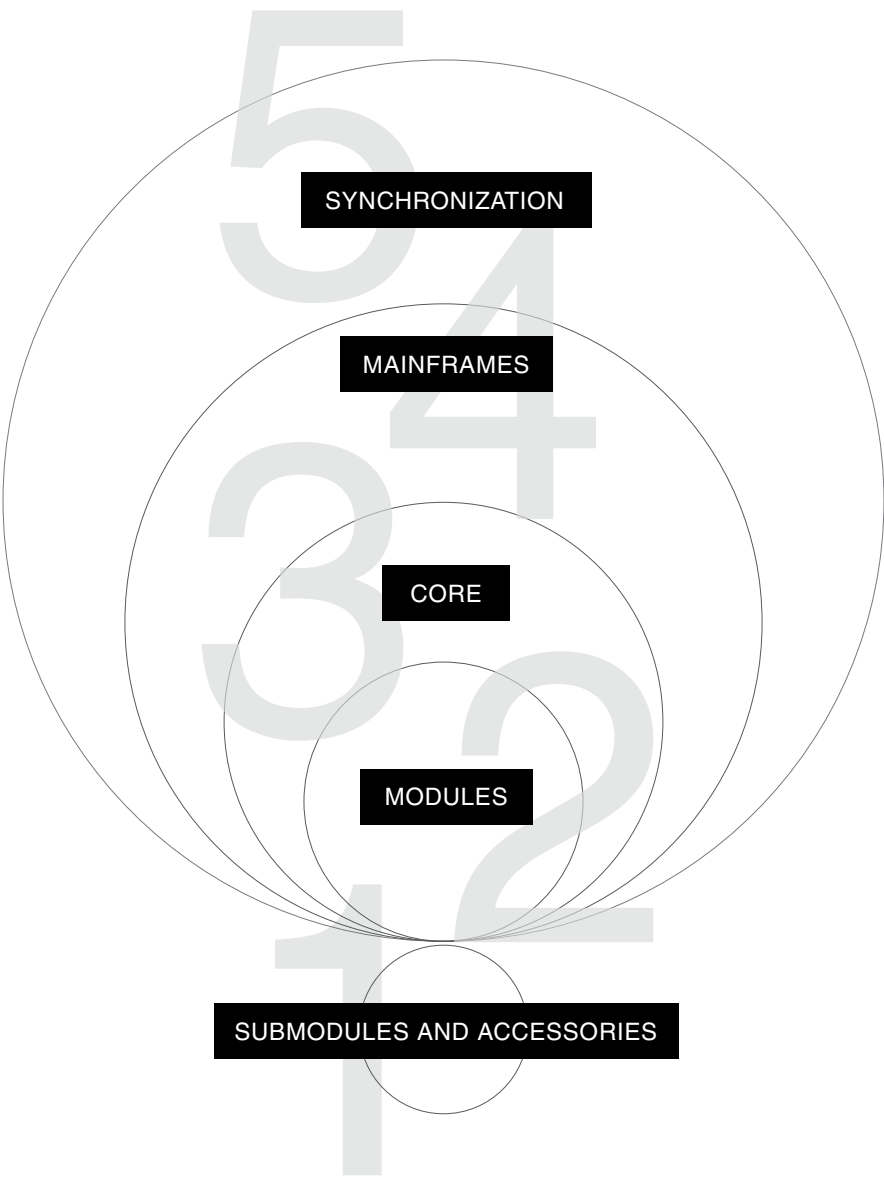 5
SYNCHRONIZATION
4
MAINFRAMES
3
CORE
2
MODULES
1
SUBMODULES AND ACCESSORIES